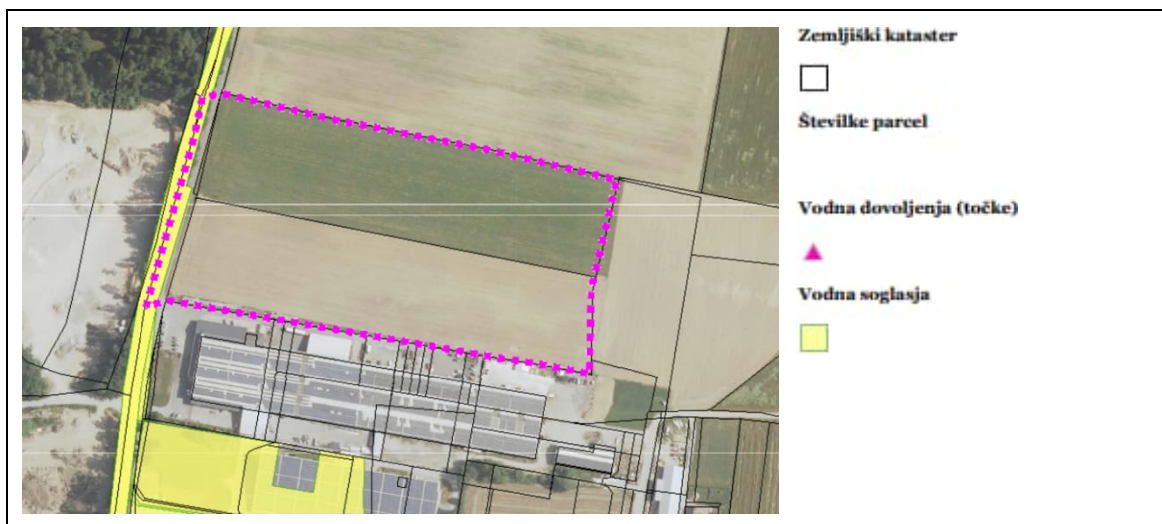 Zemljiški kataster
Številke parcel
Vodna dovoljenja (točke)
Vodna soglasja